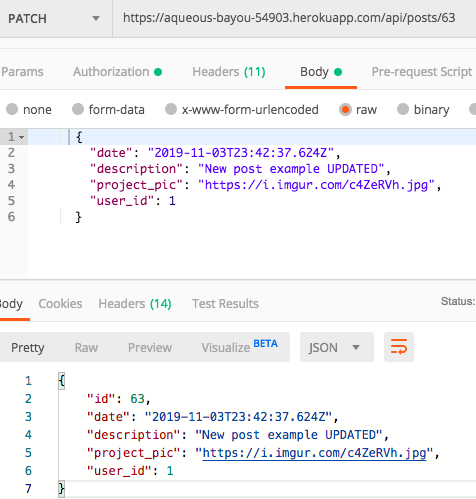 PATCH https://aqueous-bayou-54903.herokuapp.com/api/posts/63
Params Authorization Headers (11) Body Pre-request Script
none form-data x-www-form-urlencoded raw binary
1 {
2 "date": "2019-11-03T23:42:37.624Z",
3 "description": "New post example UPDATED",
4 "project_pic": "https://i.imgur.com/c4ZeRVh.jpg",
5 "user_id": 1
6 }
Body Cookies Headers (14) Test Results Status:
Pretty Raw Preview Visualize BETA JSON
1 {
2 "id": 63,
3 "date": "2019-11-03T23:42:37.624Z",
4 "description": "New post example UPDATED",
5 "project_pic": "https://i.imgur.com/c4ZeRVh.jpg",
6 "user_id": 1
7 }